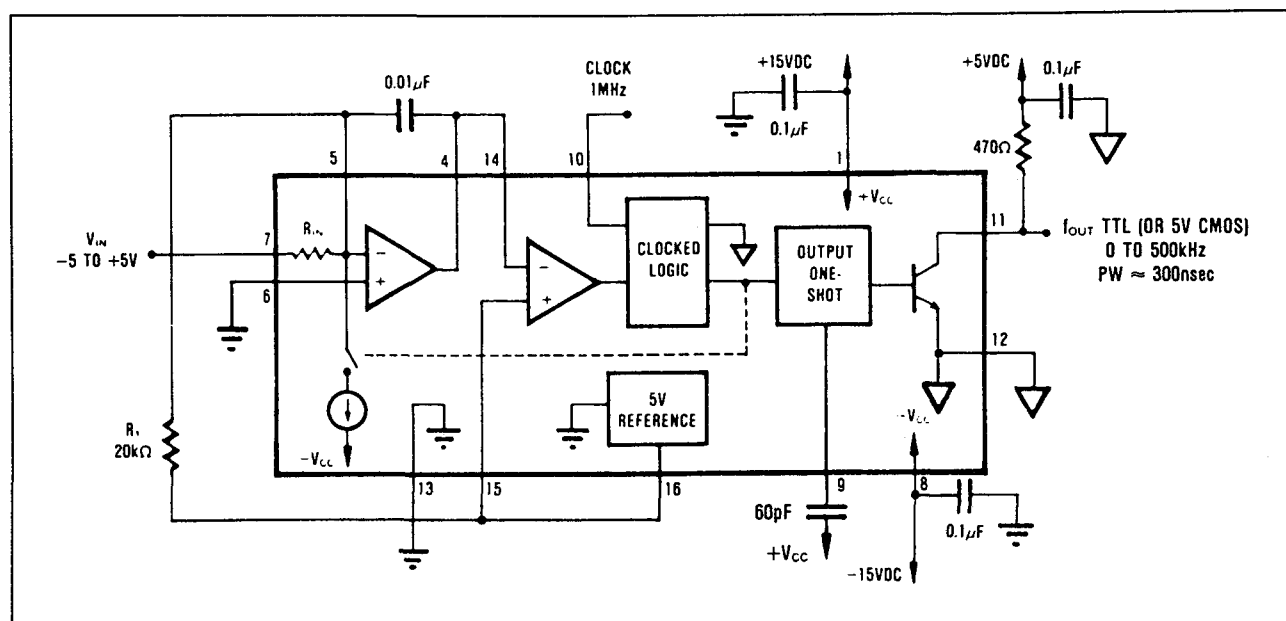 0.01µF
CLOCK
1MHz
+15VDC
0.1µF
+5VDC
0.1µF
470Ω
5
4
14
10
1
+VCC
11
fOUT TTL (OR 5V CMOS)
0 TO 500kHz
PW ≈ 300nsec
VIN
−5 TO +5V
7
RIN
−
+
6
−
+
CLOCKED
LOGIC
OUTPUT
ONE-
SHOT
12
5V
REFERENCE
−VCC
R1
20kΩ
−VCC
13
15
16
9
8
60pF
+VCC
0.1µF
−15VDC